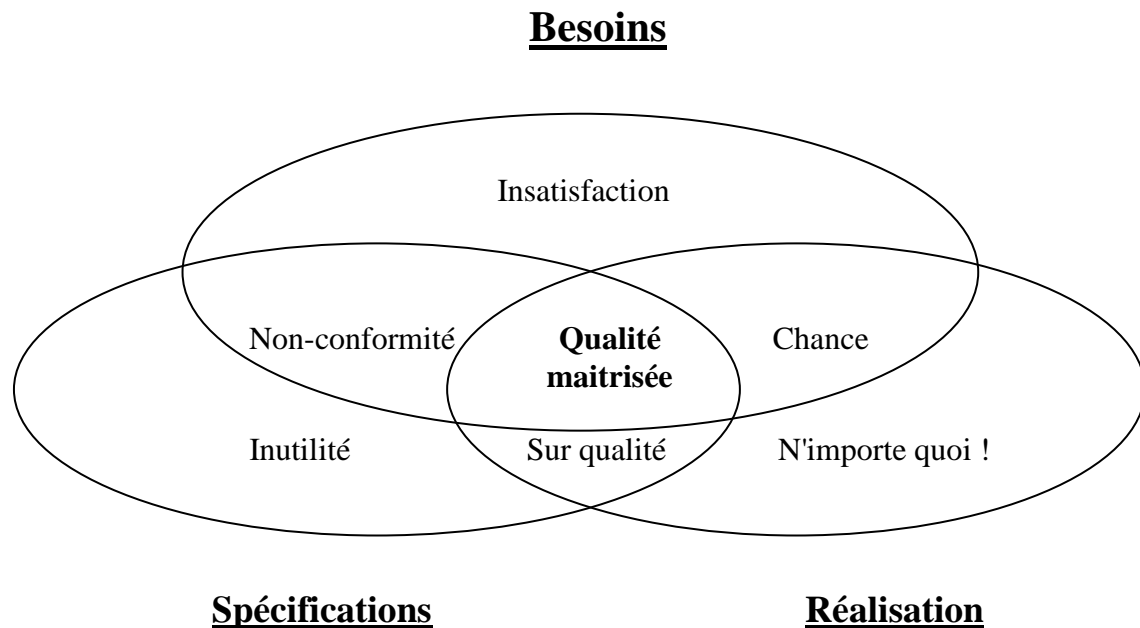 Besoins
Insatisfaction
Non-conformité
Qualité
maitrisée
Chance
Inutilité
Sur qualité
N'importe quoi !
Spécifications
Réalisation